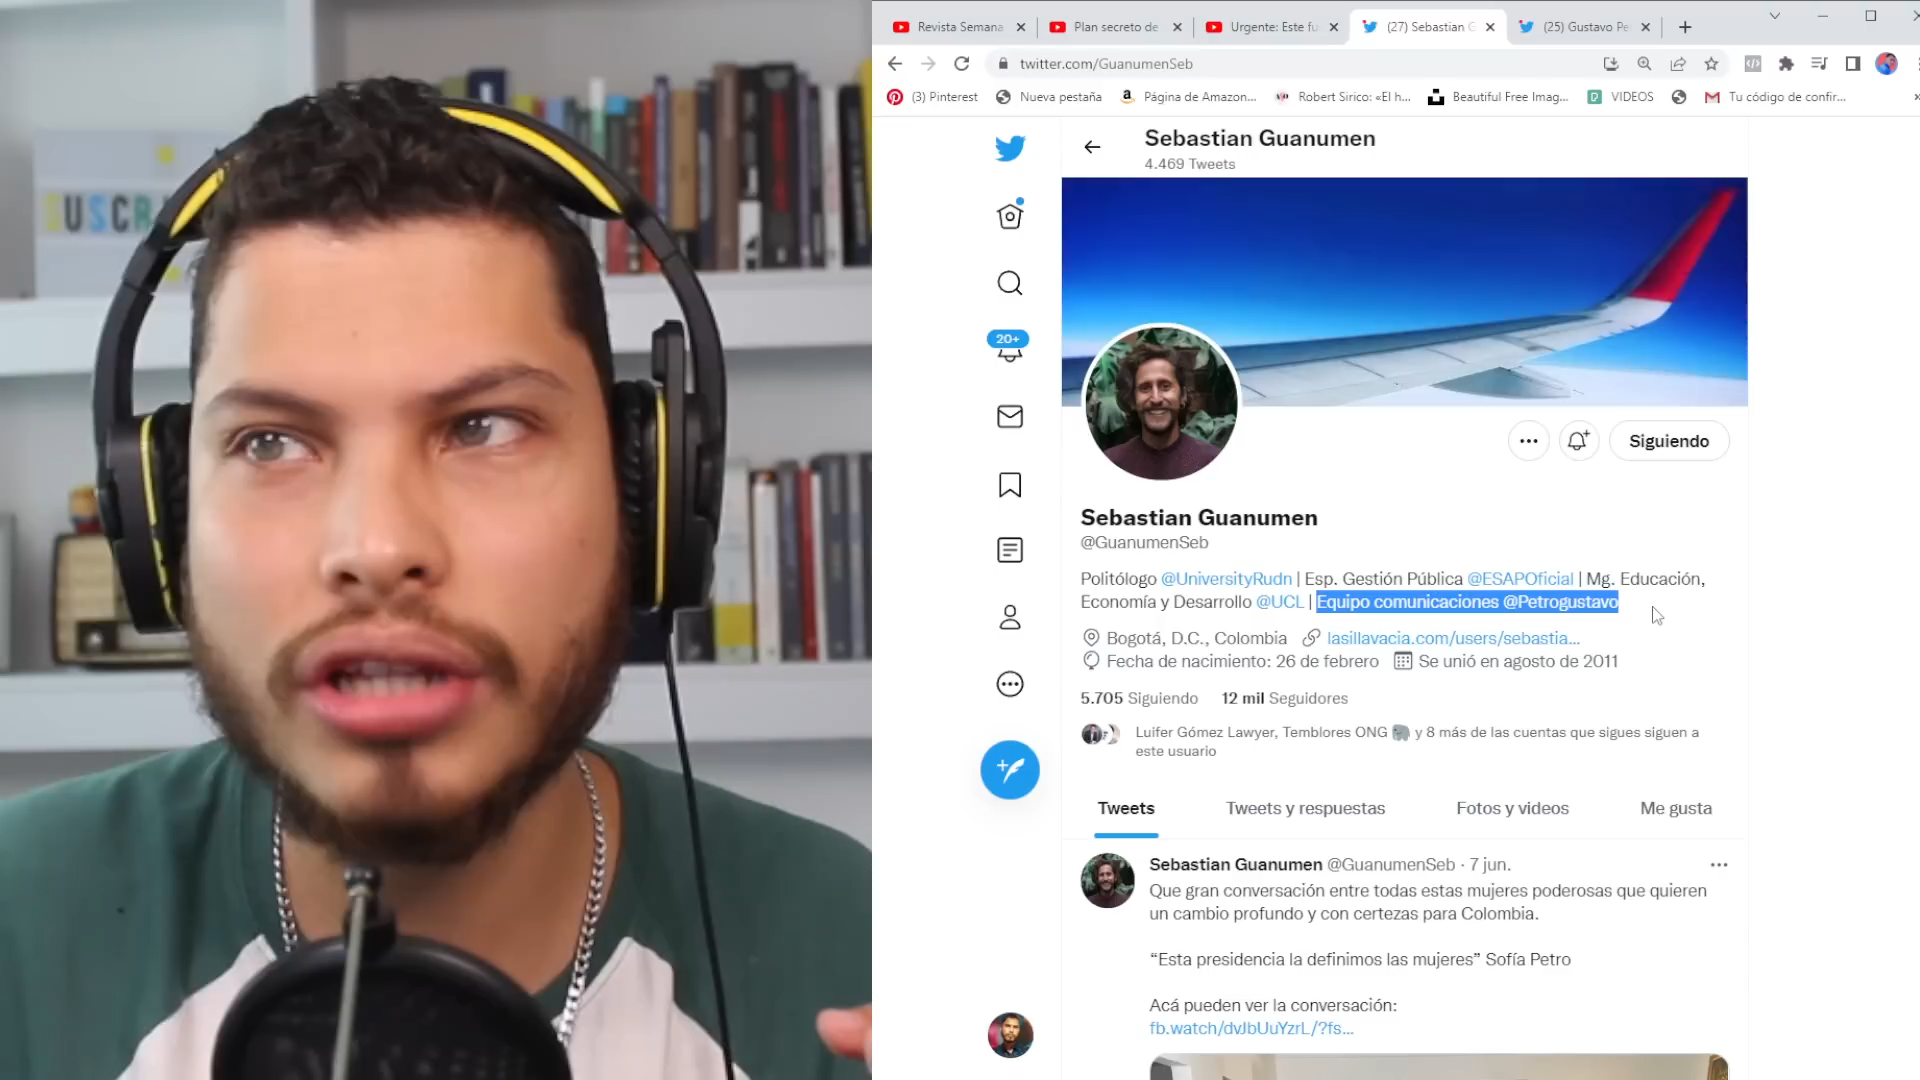 USCR
Revista Semana
Plan secreto de
Urgente: Este fu
(27) Sebastian G
(25) Gustavo Pe
twitter.com/GuanumenSeb
(3) Pinterest
Nueva pestaña
Página de Amazon...
Robert Sirico: «El h...
Beautiful Free Imag...
VIDEOS
Tu código de confir...
Sebastian Guanumen
4.469 Tweets
20+
Siguiendo
Sebastian Guanumen
@GuanumenSeb
Politólogo @UniversityRudn | Esp. Gestión Pública @ESAPOficial | Mg. Educación,
Economía y Desarrollo @UCL | Equipo comunicaciones @Petrogustavo
Bogotá, D.C., Colombia lasillavacia.com/users/sebastia...
Fecha de nacimiento: 26 de febrero Se unió en agosto de 2011
5.705 Siguiendo 12 mil Seguidores
Luifer Gómez Lawyer, Temblores ONG y 8 más de las cuentas que sigues siguen a
este usuario
Tweets Tweets y respuestas Fotos y videos Me gusta
Sebastian Guanumen @GuanumenSeb · 7 jun.
Que gran conversación entre todas estas mujeres poderosas que quieren
un cambio profundo y con certezas para Colombia.
“Esta presidencia la definimos las mujeres” Sofía Petro
Acá pueden ver la conversación:
fb.watch/dvJbUuYzrL/?fs...